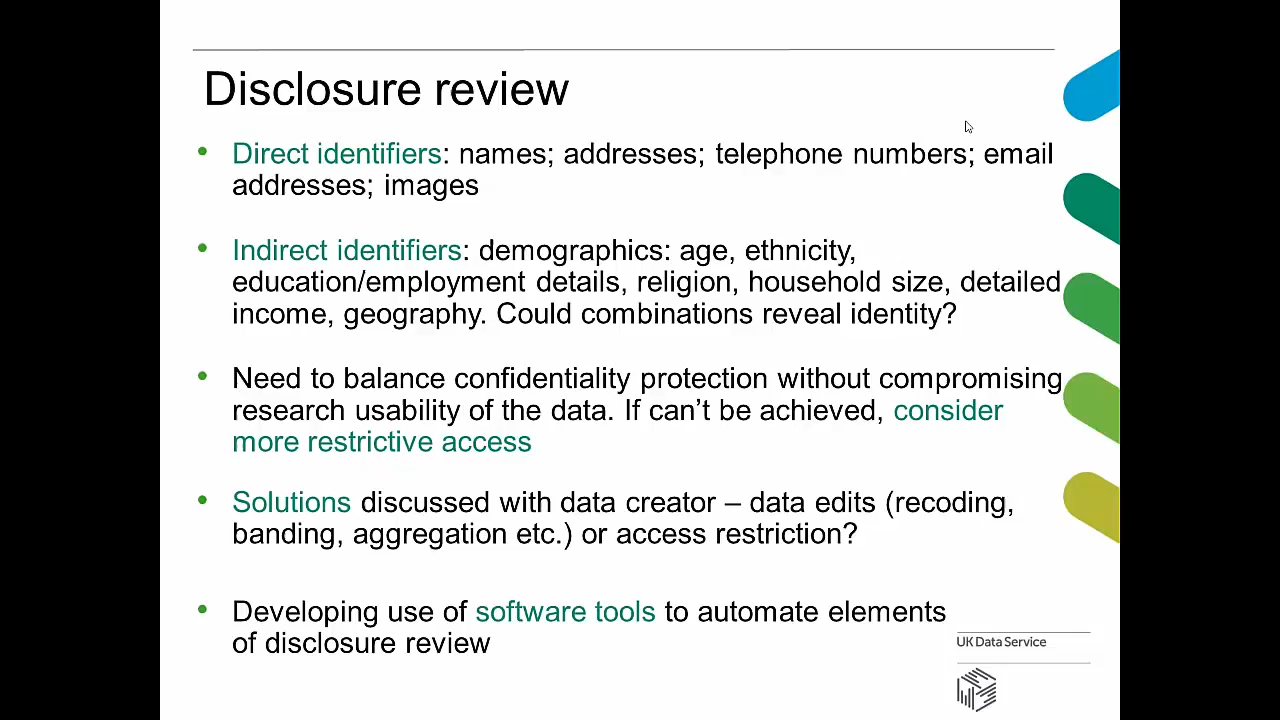 Disclosure review
• Direct identifiers: names; addresses; telephone numbers; email
addresses; images
• Indirect identifiers: demographics: age, ethnicity,
education/employment details, religion, household size, detailed
income, geography. Could combinations reveal identity?
• Need to balance confidentiality protection without compromising
research usability of the data. If can’t be achieved, consider
more restrictive access
• Solutions discussed with data creator – data edits (recoding,
banding, aggregation etc.) or access restriction?
• Developing use of software tools to automate elements
of disclosure review
UK Data Service